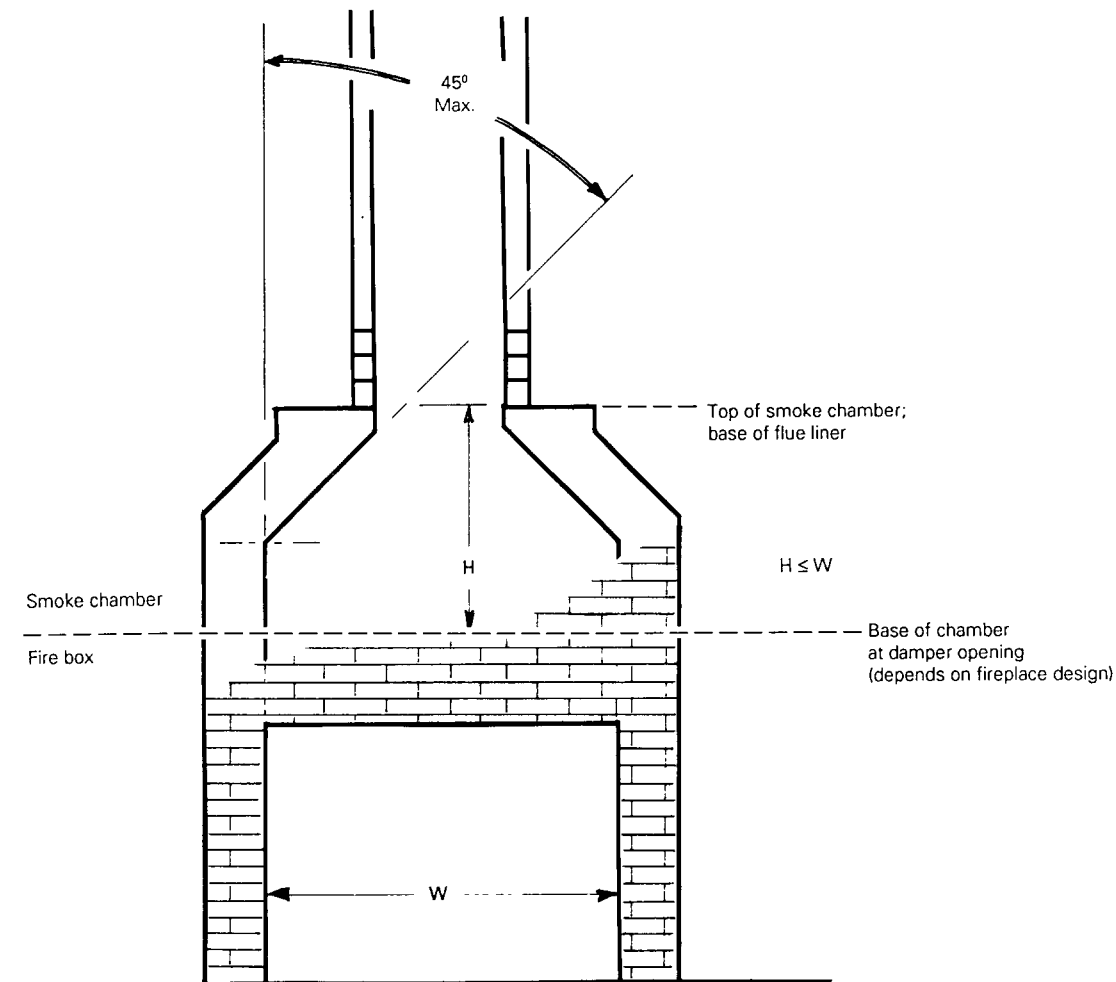 45⁰
Max.
Top of smoke chamber;
base of flue liner
H
H ≤ W
Smoke chamber
Fire box
Base of chamber
at damper opening
(depends on fireplace design)
W